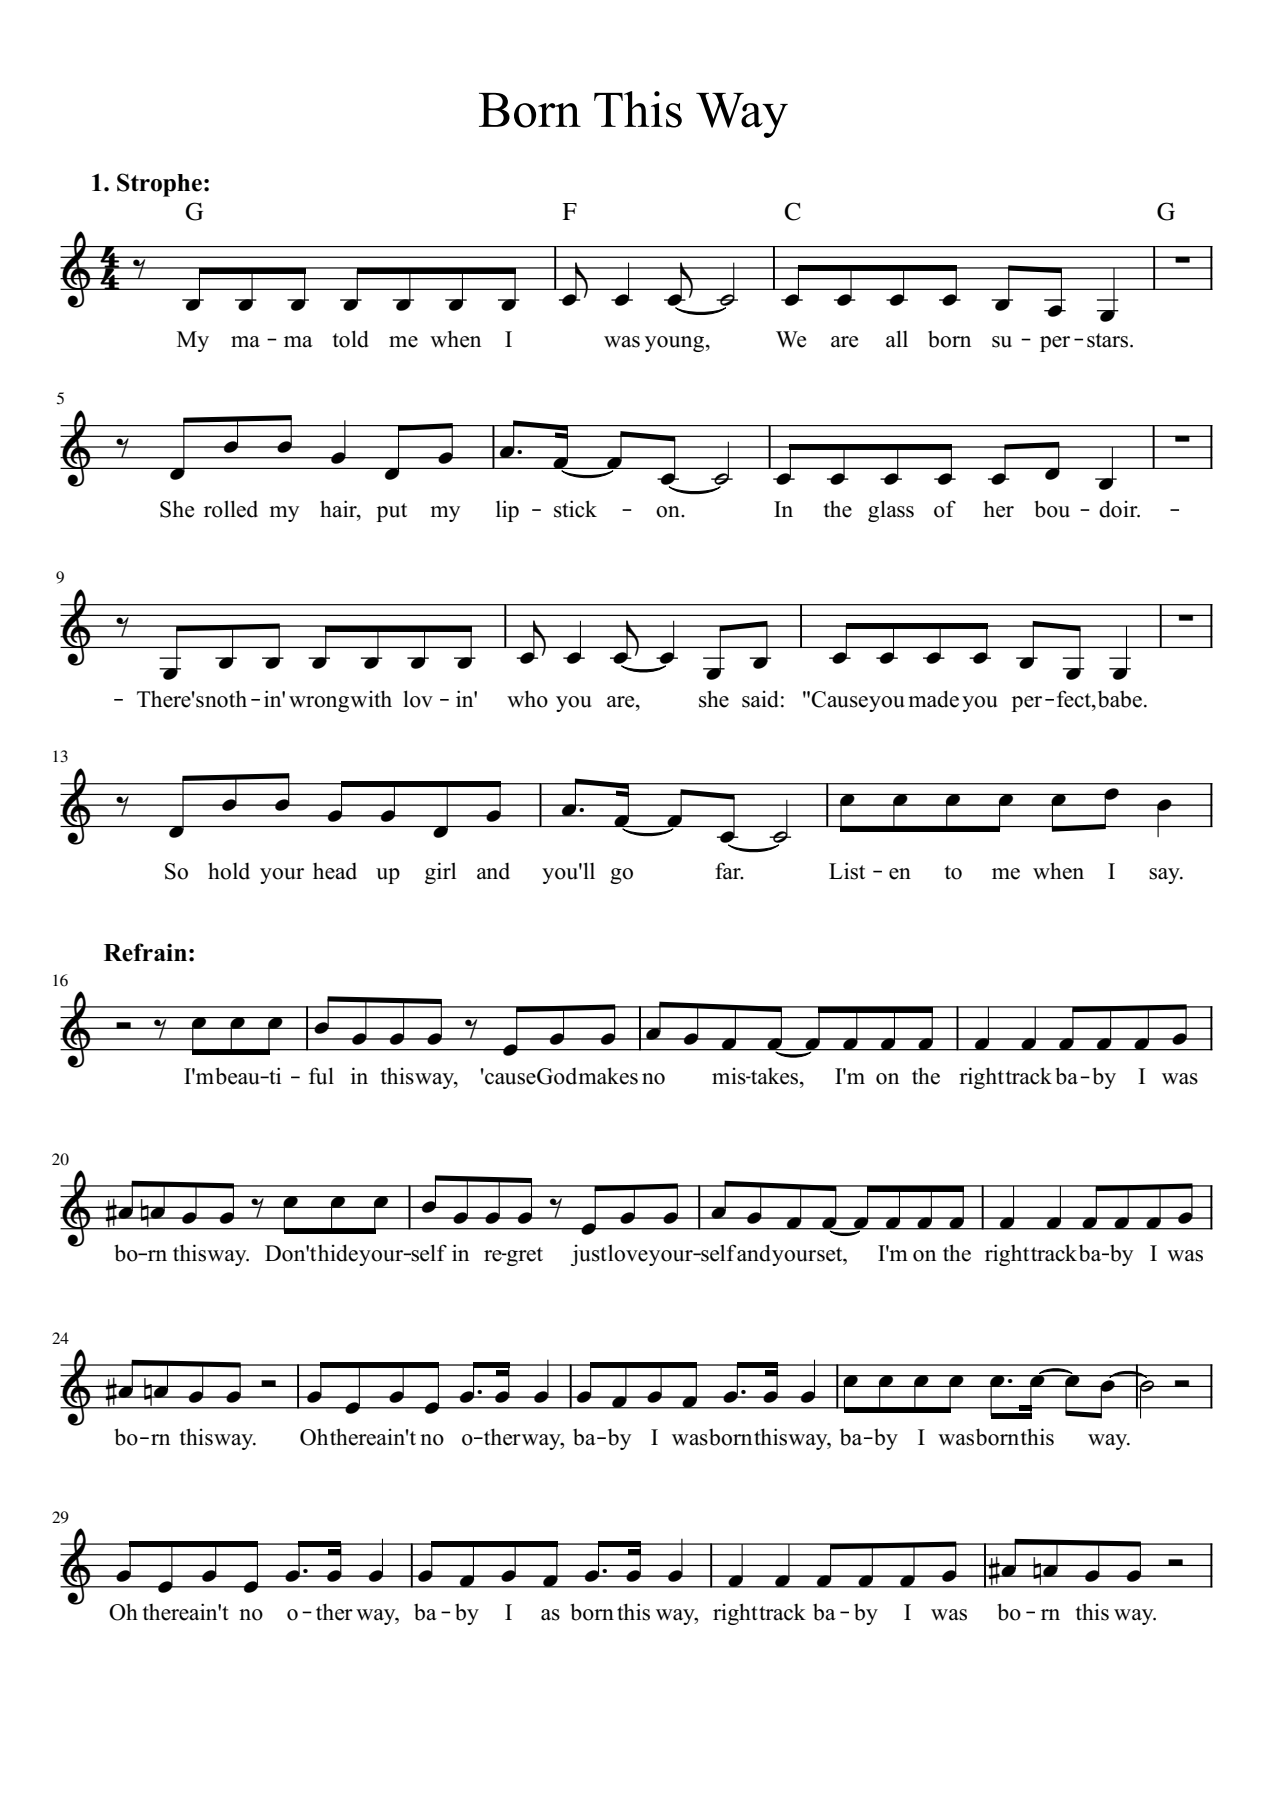 Born This Way
1. Strophe:
G F C G
My ma – ma told me when I was young, We are all born su – per – stars.
5
She rolled my hair, put my lip – stick – on. In the glass of her bou – doir. –
9
– There's noth – in' wrong with lov – in' who you are, she said: "Cause you made you per – fect, babe.
13
So hold your head up girl and you'll go far. List – en to me when I say.
Refrain:
16
I'm beau – ti – ful in this way, 'cause God makes no mis – takes, I'm on the right track ba – by I was
20
bo – rn this way. Don't hide your – self in re – gret just love your – self and your set, I'm on the right track ba – by I was
24
bo – rn this way. Oh there ain't no o – ther way, ba – by I was born this way, ba – by I was born this way.
29
Oh there ain't no o – ther way, ba – by I as born this way, right track ba – by I was bo – rn this way.